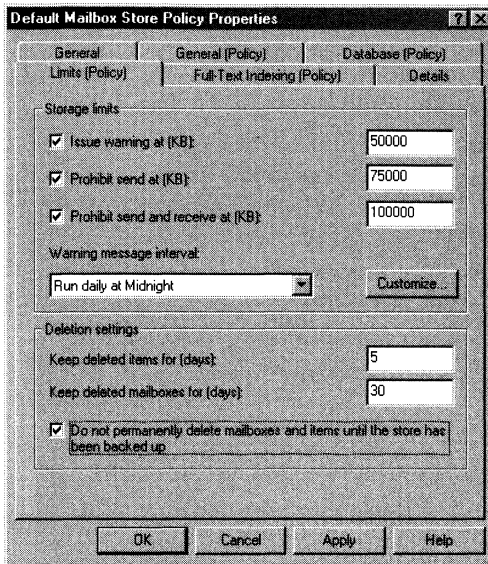 Default Mailbox Store Policy Properties
General General (Policy) Database (Policy)
Limits (Policy) Full-Text Indexing (Policy) Details
Storage limits
Issue warning at (KB): 50000
Prohibit send at (KB): 75000
Prohibit send and receive at (KB): 100000
Warning message interval:
Run daily at Midnight Customize...
Deletion settings
Keep deleted items for (days): 5
Keep deleted mailboxes for (days): 30
Do not permanently delete mailboxes and items until the store has
been backed up
OK Cancel Apply Help